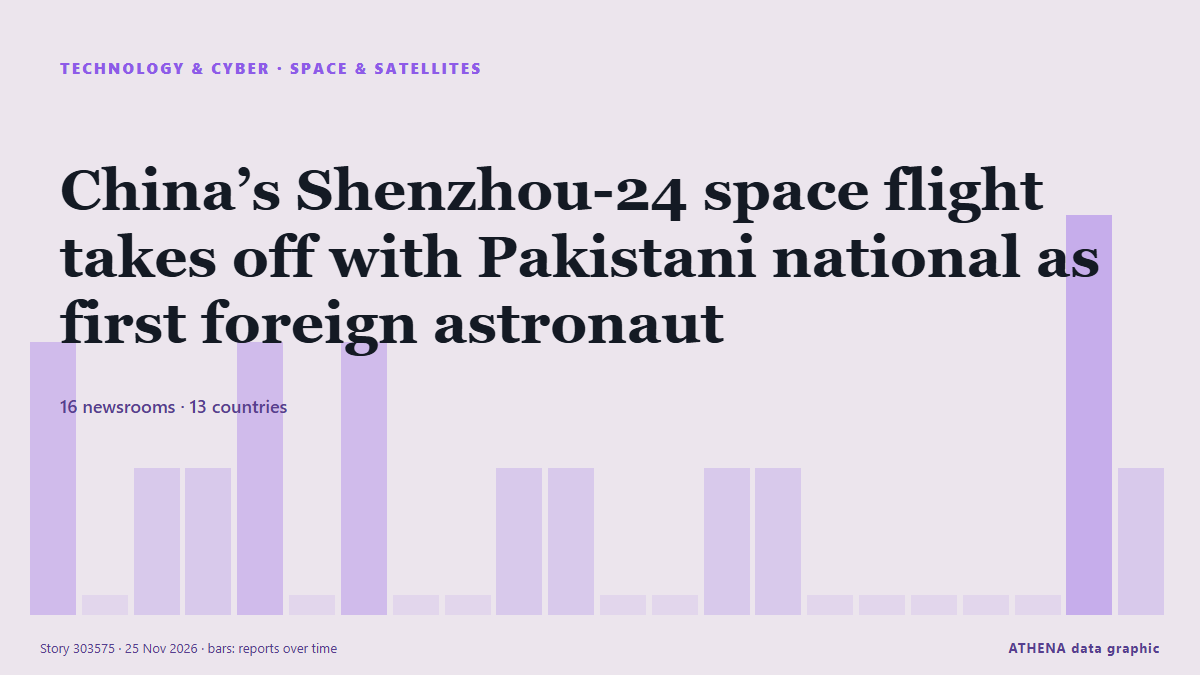 TECHNOLOGY & CYBER · SPACE & SATELLITES
China’s Shenzhou-24 space flight
takes off with Pakistani national as
first foreign astronaut
16 newsrooms · 13 countries
Story 303575 · 25 Nov 2026 · bars: reports over time
ATHENA data graphic